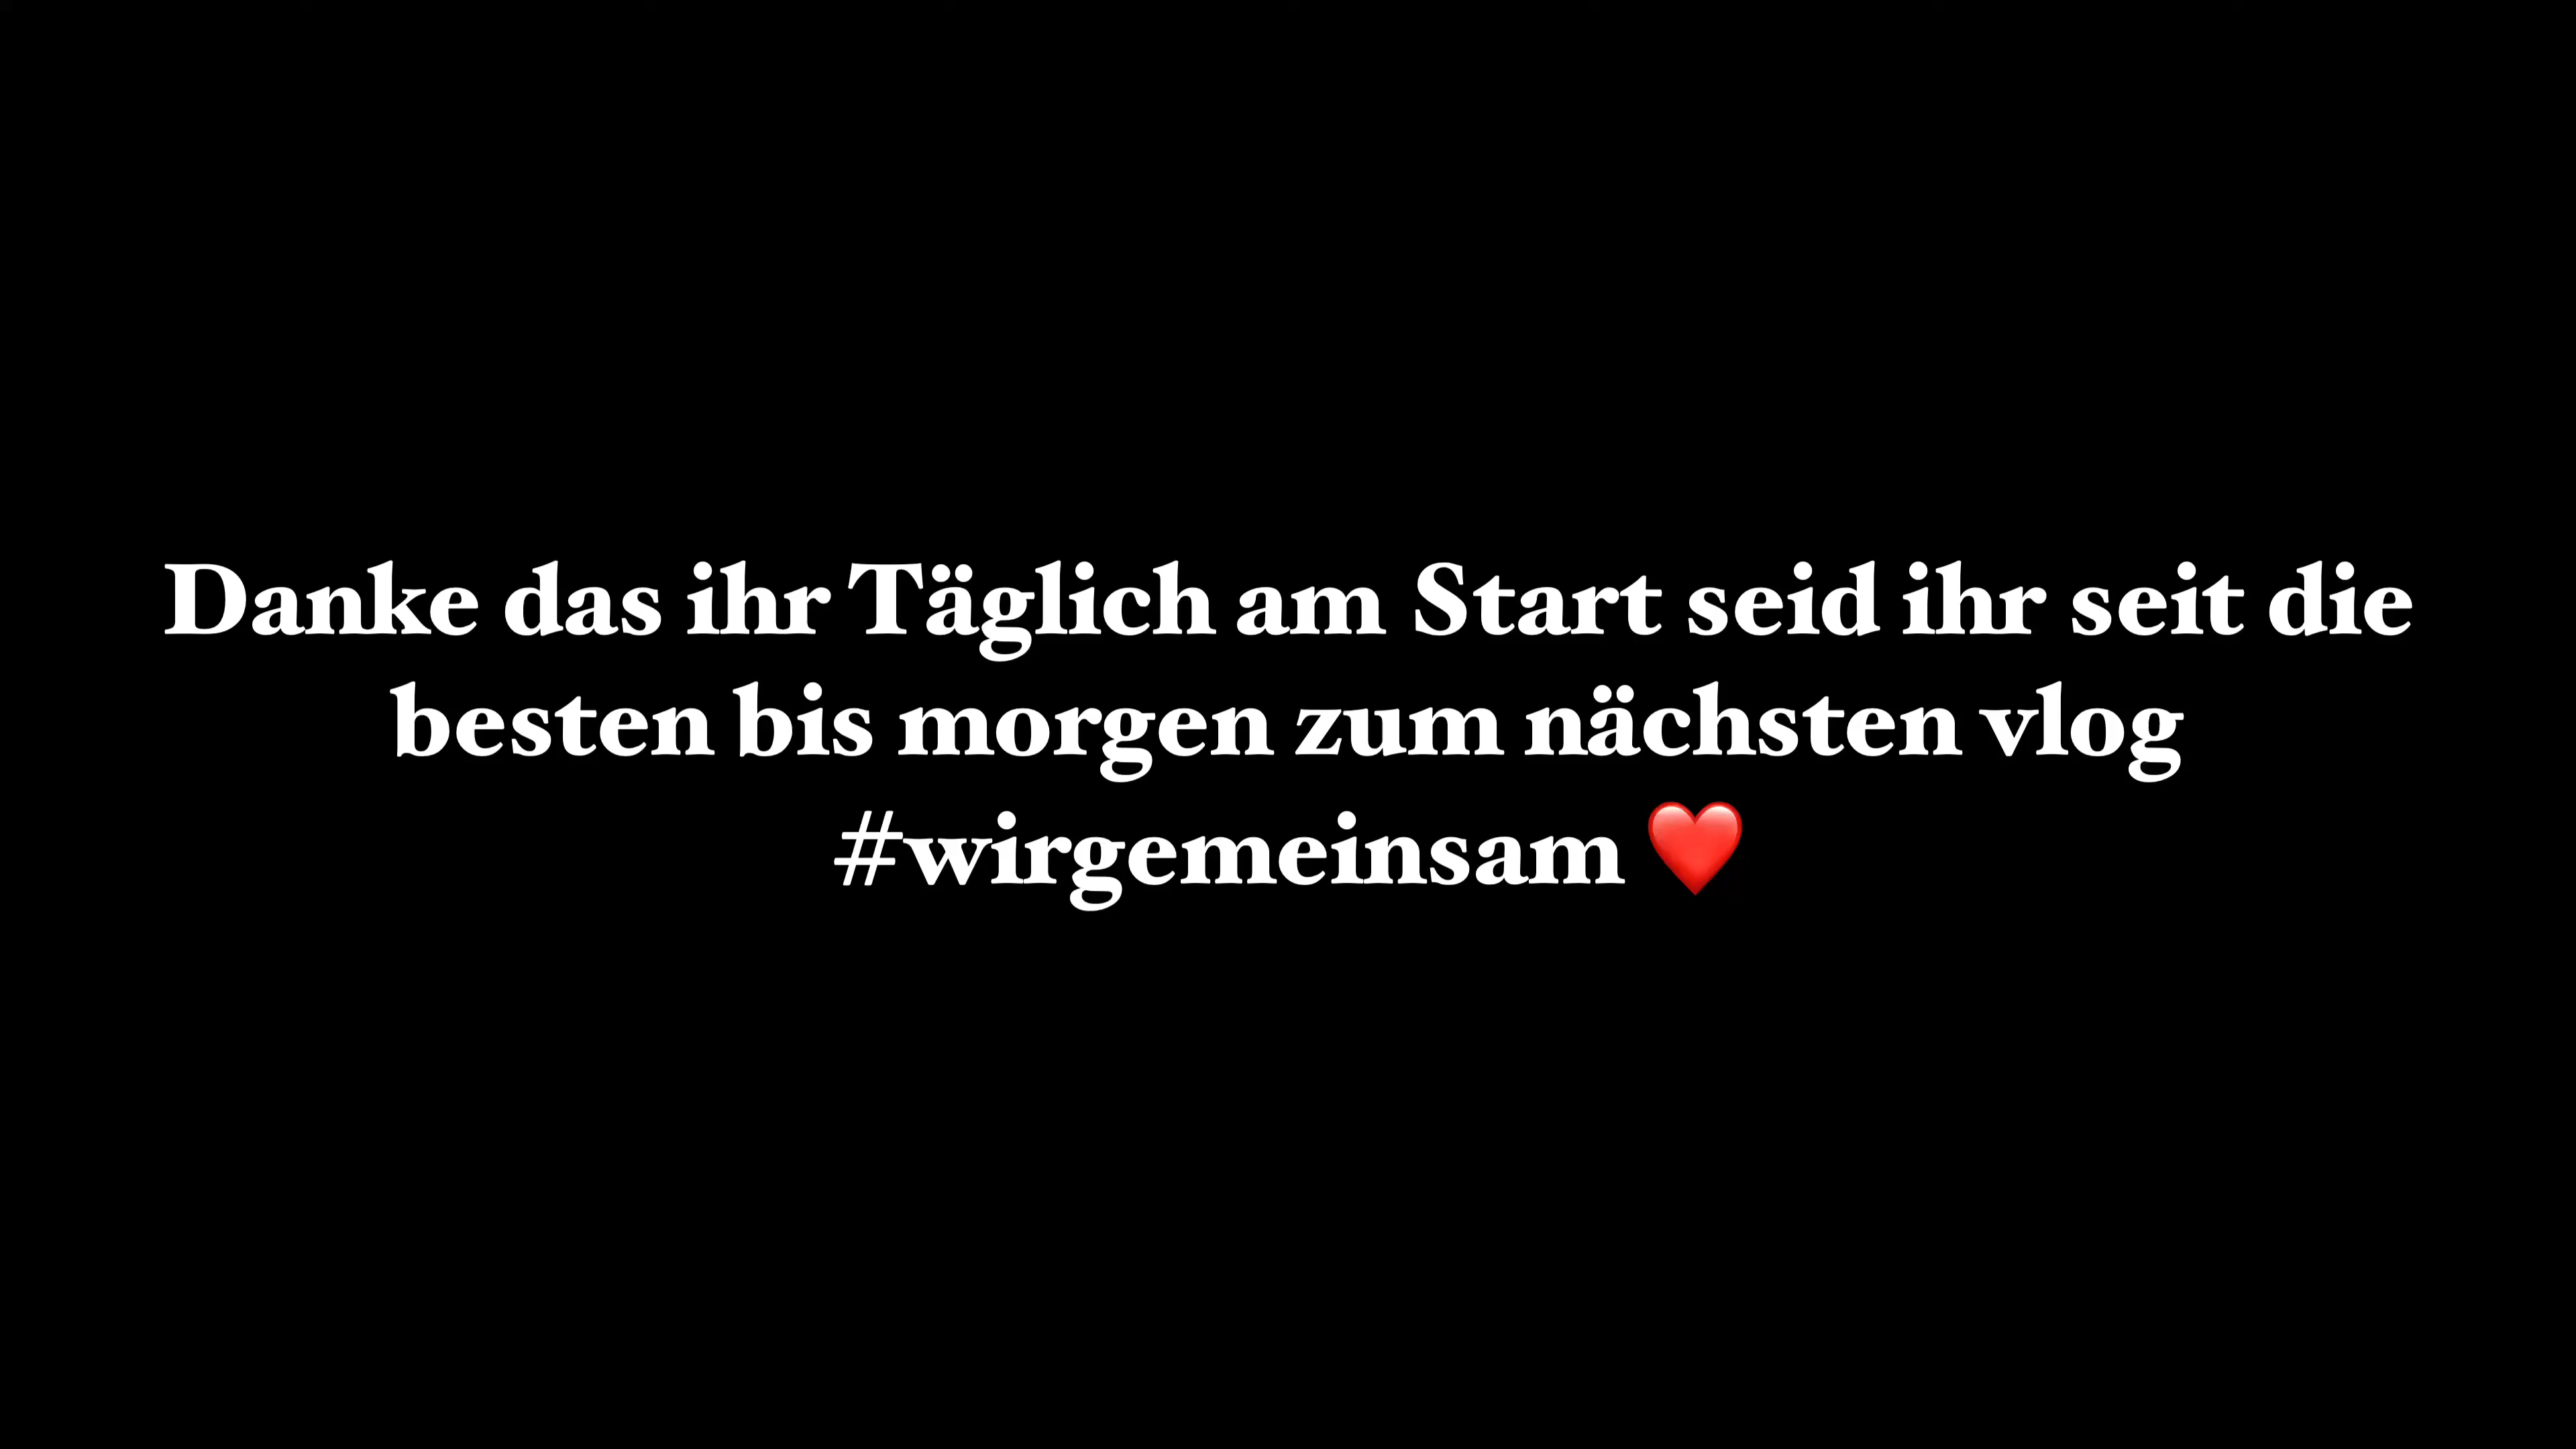 Danke das ihr Täglich am Start seid ihr seit die
besten bis morgen zum nächsten vlog
#wirgemeinsam ❤️